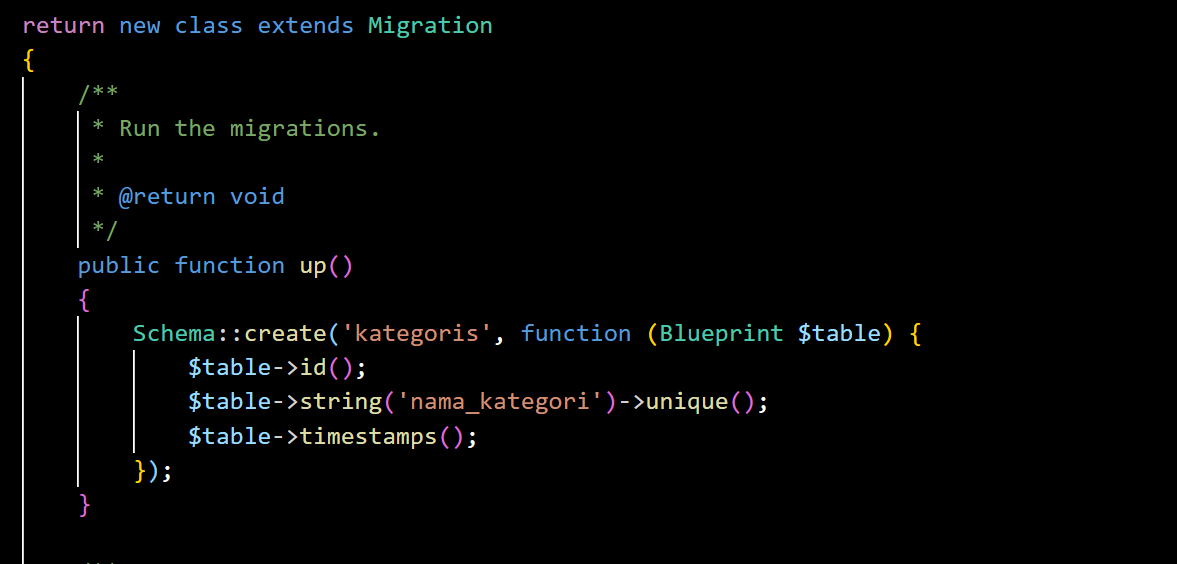 return new class extends Migration
{
    /**
     * Run the migrations.
     *
     * @return void
     */
    public function up()
    {
        Schema::create('kategoris', function (Blueprint $table) {
            $table->id();
            $table->string('nama_kategori')->unique();
            $table->timestamps();
        });
    }